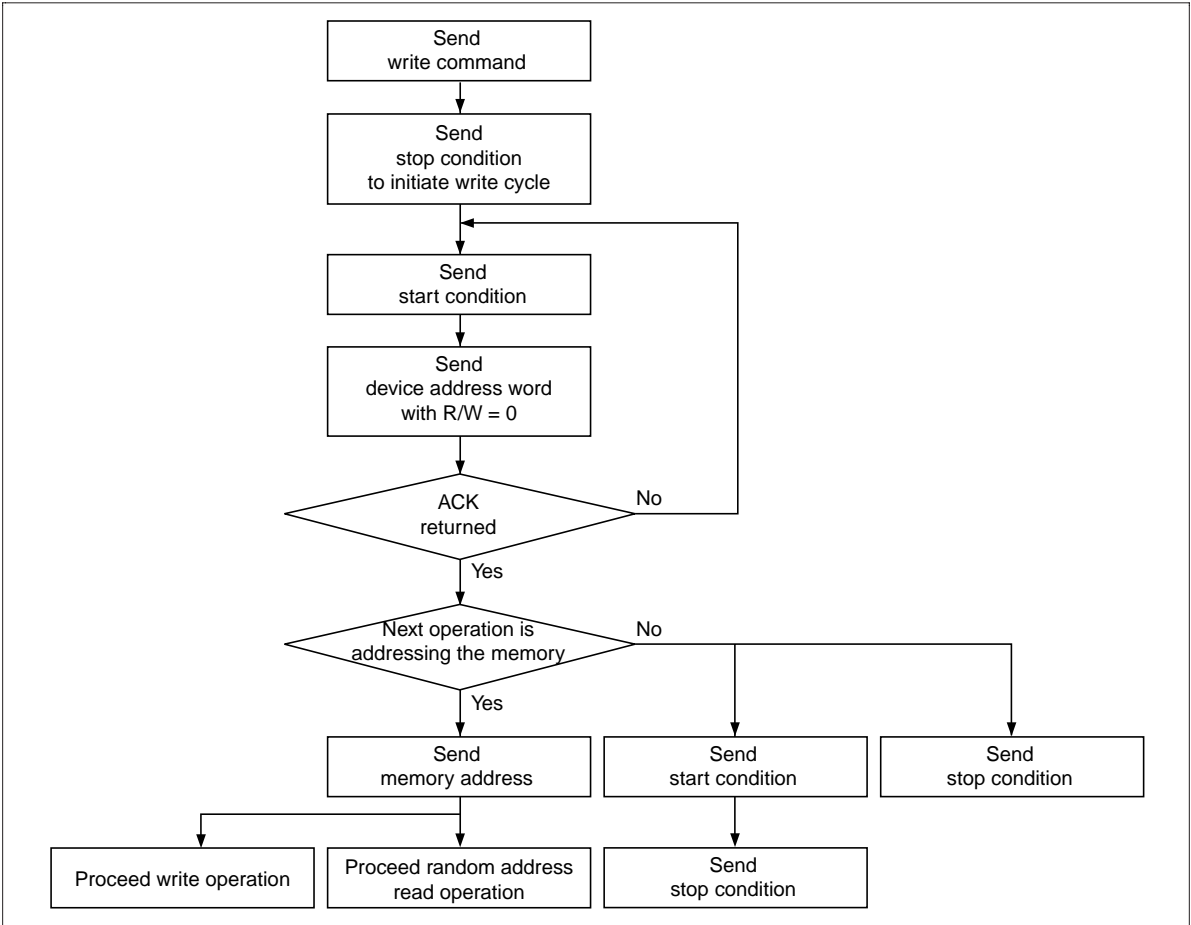 Send
write command
Send
stop condition
to initiate write cycle
Send
start condition
Send
device address word
with R/W = 0
ACK
returned
No
Yes
Next operation is
addressing the memory
No
Yes
Send
memory address
Send
start condition
Send
stop condition
Proceed write operation
Proceed random address
read operation
Send
stop condition